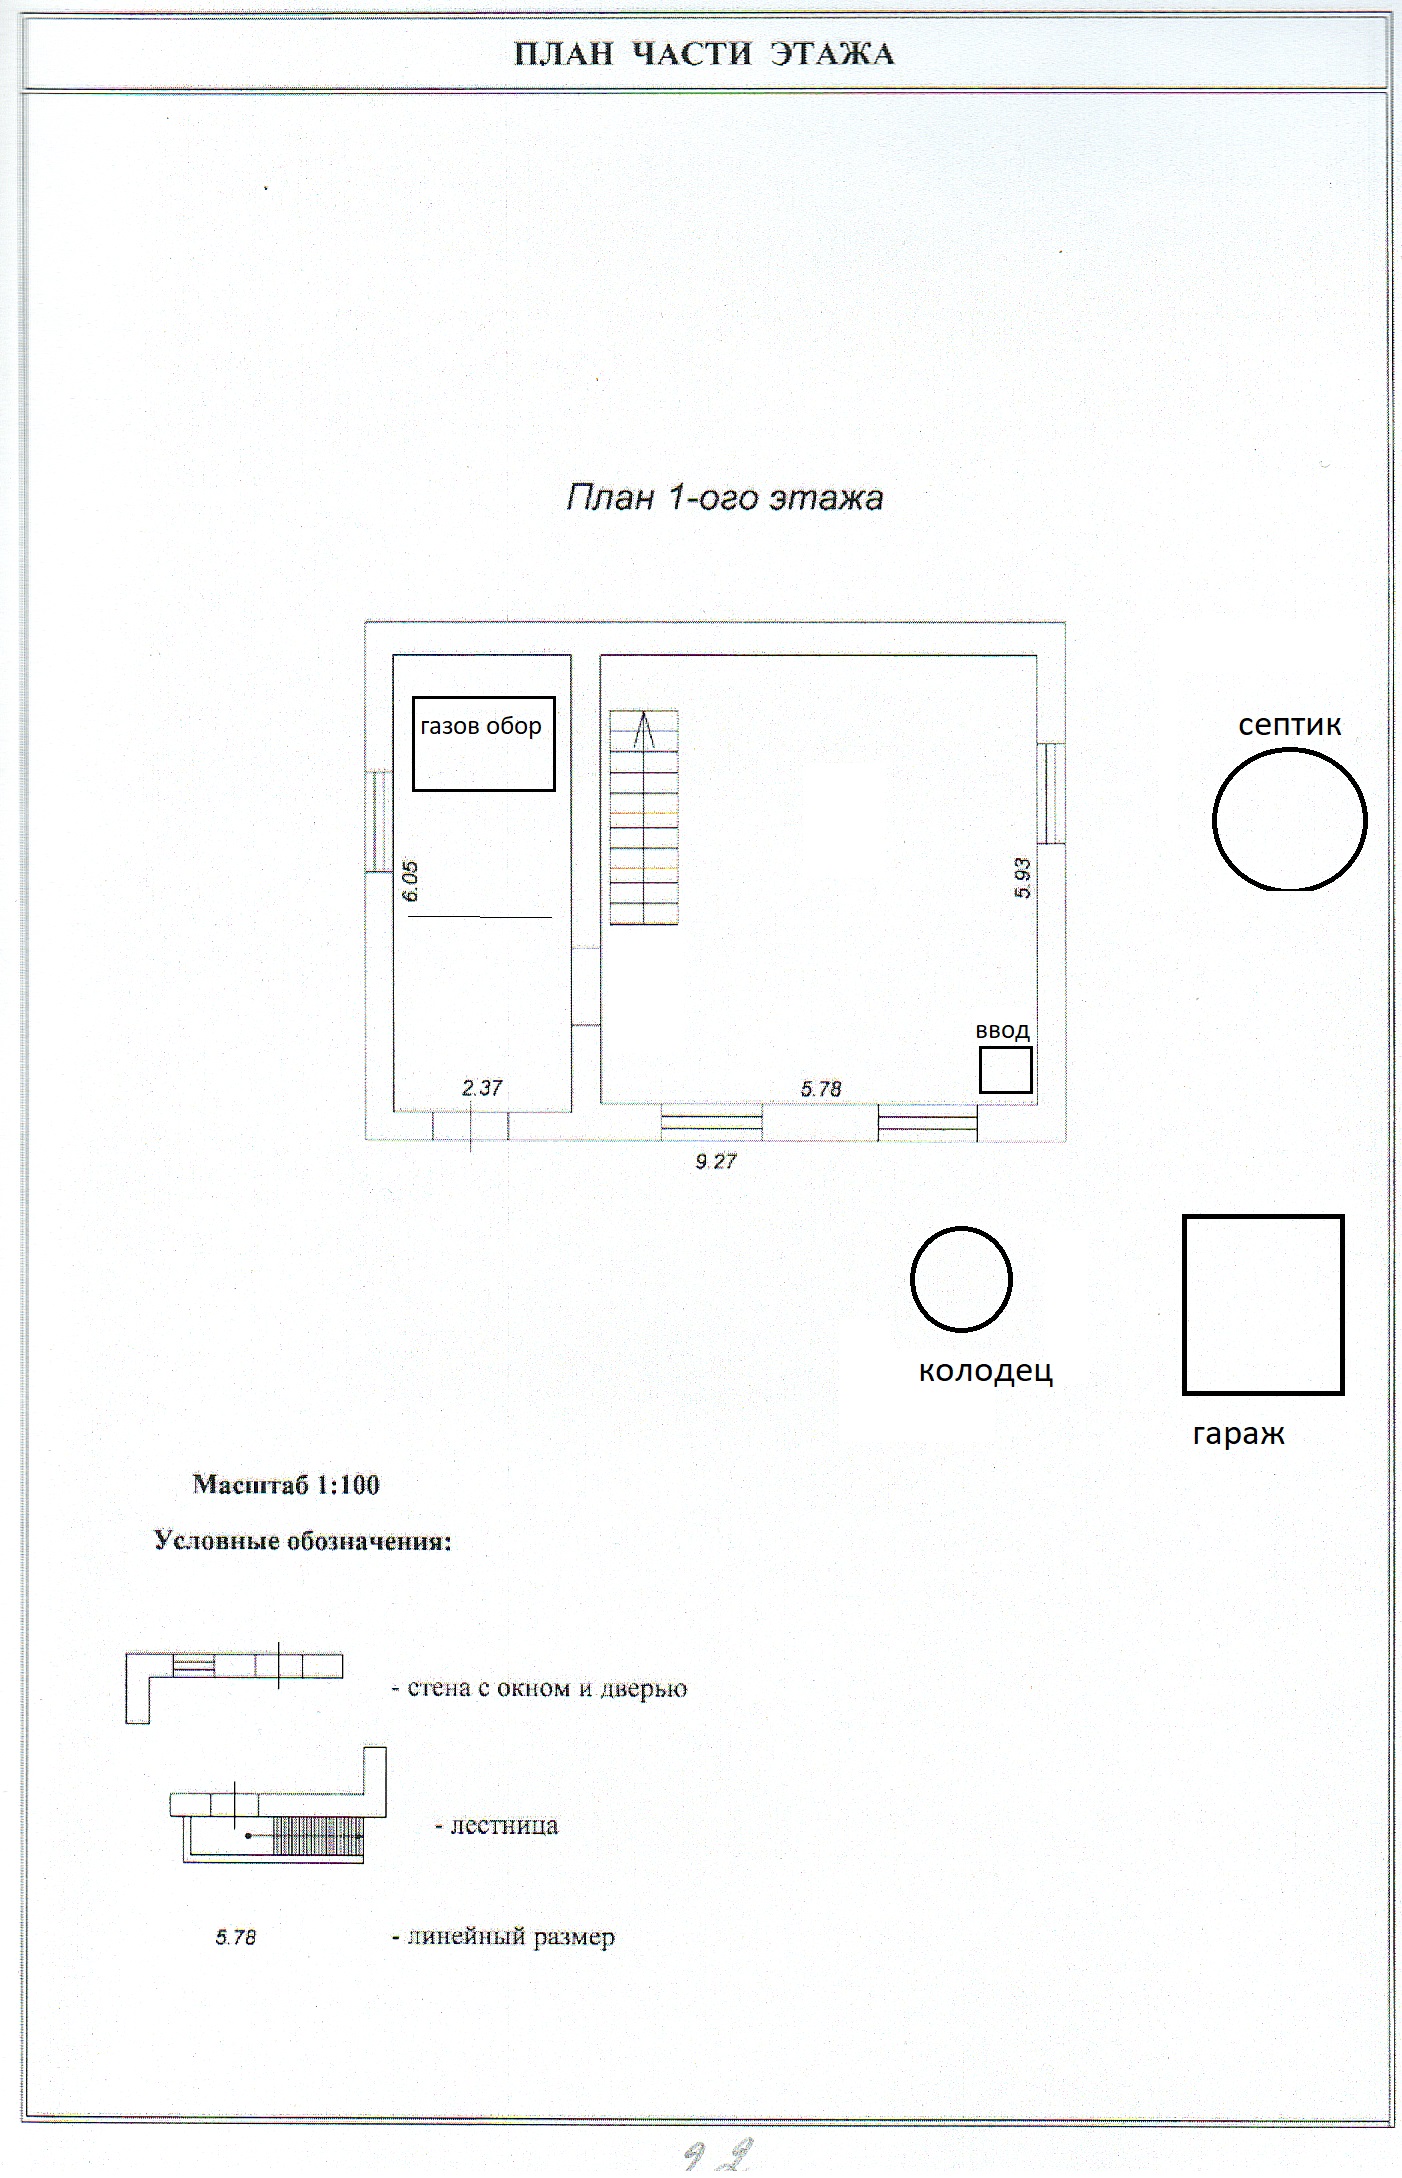 ПЛАН ЧАСТИ ЭТАЖА
План 1-ого этажа
газов обор
септик
6.05
5.93
ввод
2.37
5.78
9.27
колодец
гараж
Масштаб 1:100
Условные обозначения:
- стена с окном и дверью
- лестница
5.78 - линейный размер